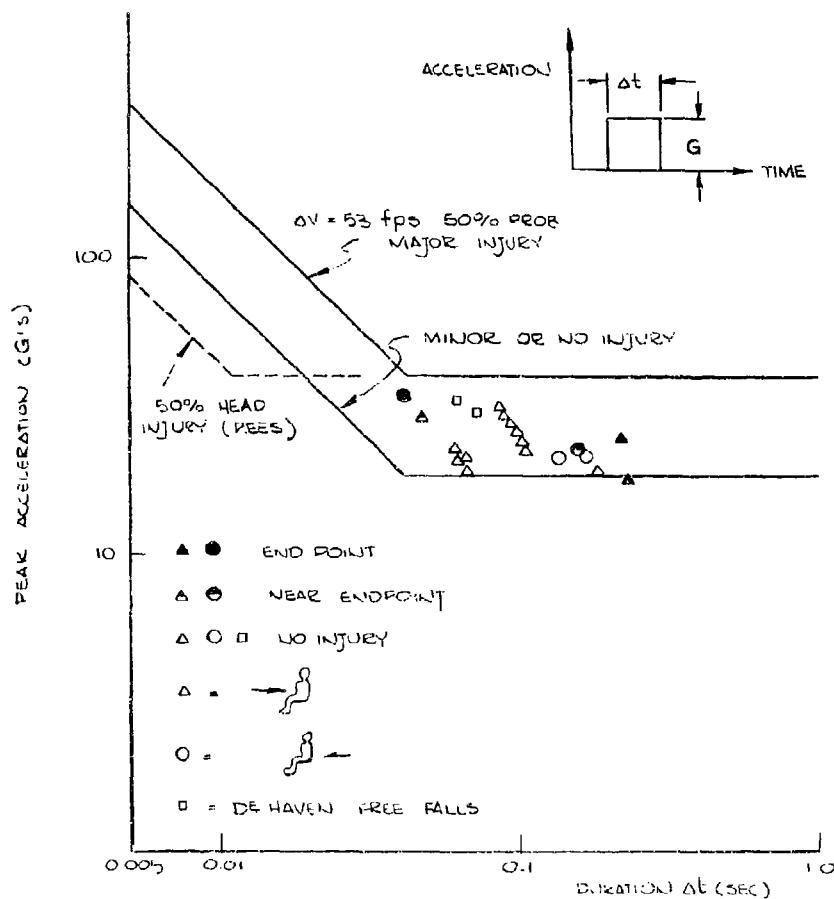 ACCELERATION
Δt
G
TIME
ΔV = 53 fps 50% PROB
MAJOR INJURY
100
MINOR OR NO INJURY
50% HEAD
INJURY (REES)
PEAK ACCELERATION (G'S)
10
END POINT
NEAR ENDPOINT
NO INJURY
=
=
= DE HAVEN FREE FALLS
0.005
0.01
0.1
1.0
DURATION Δt (SEC)